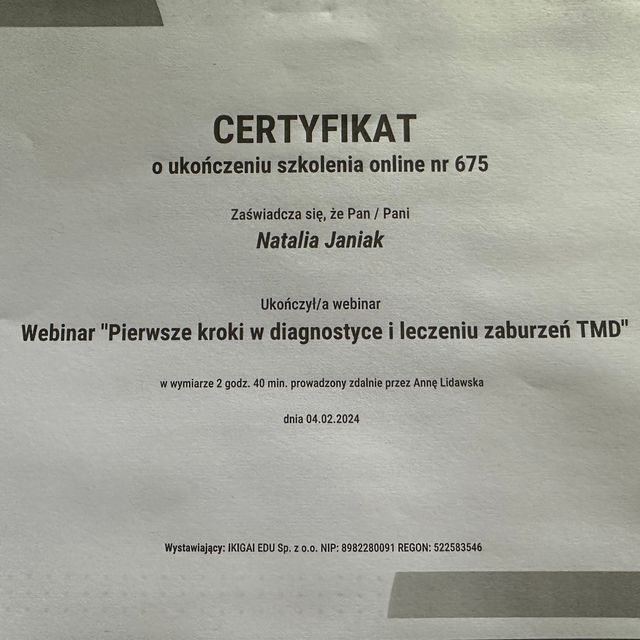 CERTYFIKAT
o ukończeniu szkolenia online nr 675
Zaświadcza się, że Pan / Pani
Natalia Janiak
Ukończył/a webinar
Webinar "Pierwsze kroki w diagnostyce i leczeniu zaburzeń TMD"
w wymiarze 2 godz. 40 min. prowadzony zdalnie przez Annę Lidawska
dnia 04.02.2024
Wystawiający: IKIGAI EDU Sp. z o.o. NIP: 8982280091 REGON: 522583546